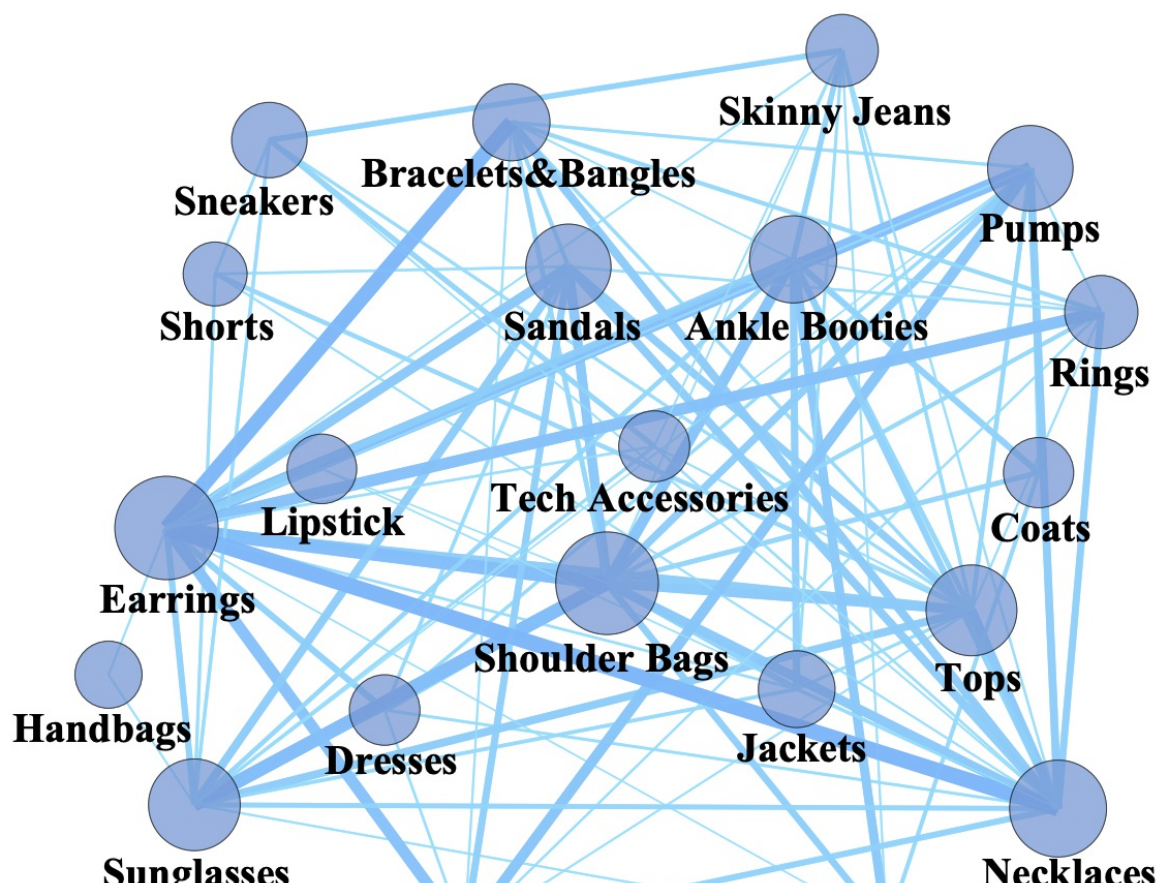 Skinny Jeans
Bracelets&Bangles
Sneakers
Pumps
Shorts
Sandals
Ankle Booties
Rings
Tech Accessories
Lipstick
Coats
Earrings
Shoulder Bags
Tops
Handbags
Jackets
Dresses
Sunglasses
Necklaces